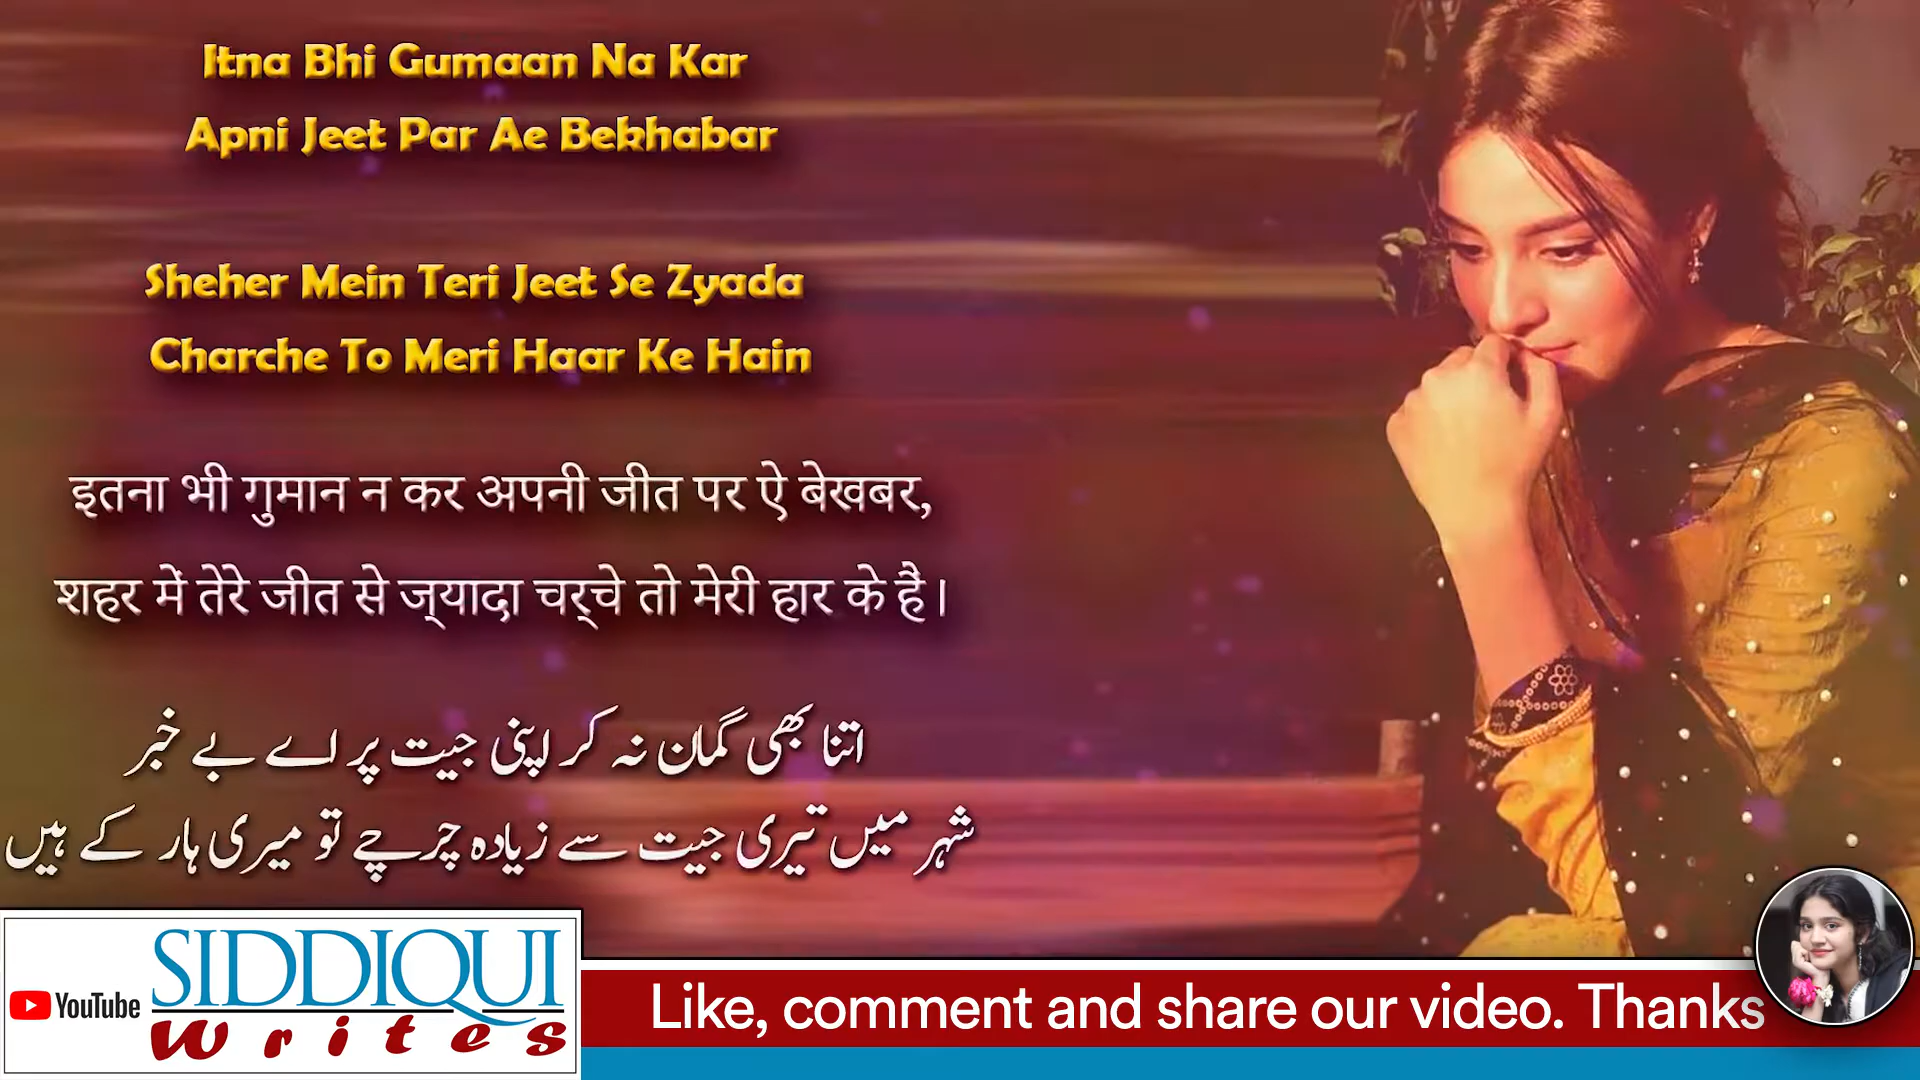 Itna Bhi Gumaan Na Kar
Apni Jeet Par Ae Bekhabar
Sheher Mein Teri Jeet Se Zyada
Charche To Meri Haar Ke Hain
इतना भी गुमान न कर अपनी जीत पर ऐ बेखबर,
शहर में तेरे जीत से ज्‌यादा चर्‌चे तो मेरी हार के हैं।
اتنا بھی گمان نہ کر اپنی جیت پر اے بے خبر
شہر میں تیری جیت سے زیادہ چرچے تو میری ہار کے ہیں
YouTube
SIDDIQUI
Writes
Like, comment and share our video. Thanks